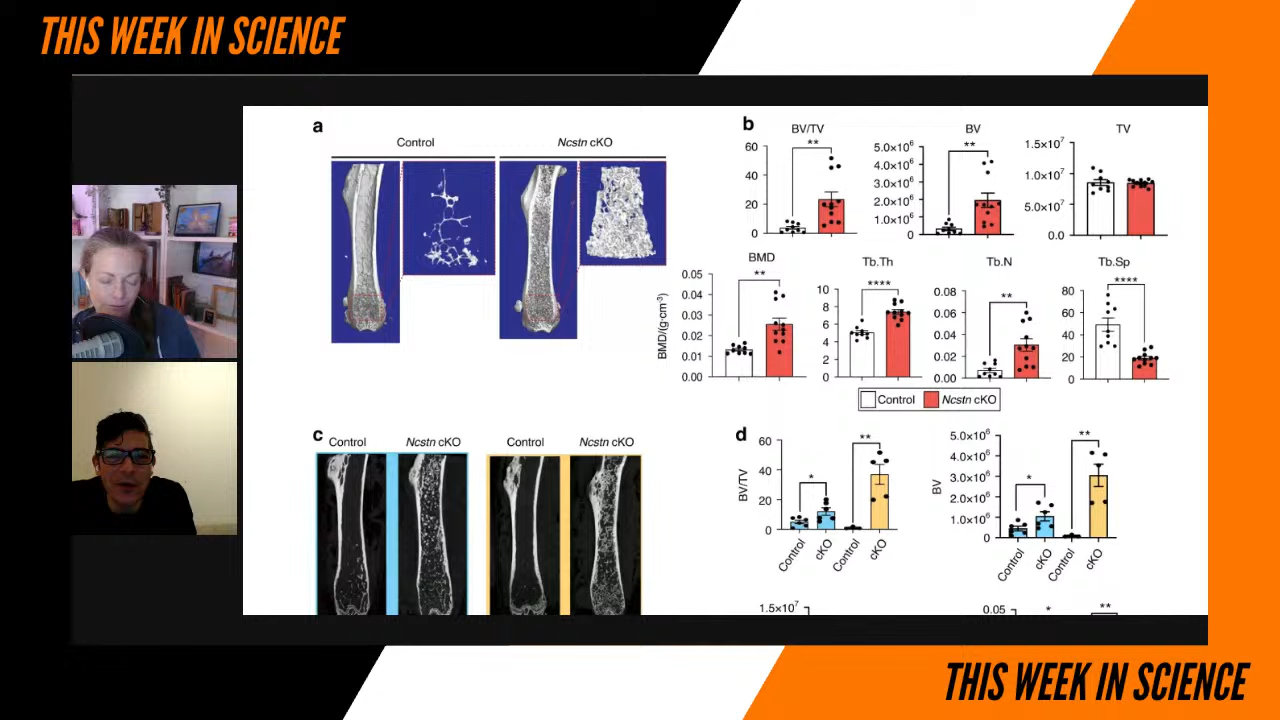 THIS WEEK IN SCIENCE
a
Control
Ncstn cKO
b
BV/TV
**
60
40
20
0
BV
**
5.0×10⁶
4.0×10⁶
3.0×10⁶
2.0×10⁶
1.0×10⁶
0
TV
1.5×10⁷
1.0×10⁷
5.0×10⁶
0.0
BMD
**
BMD/(g·cm⁻³)
0.05
0.04
0.03
0.02
0.01
0.00
Tb.Th
****
10
8
6
4
2
0
Tb.N
**
0.08
0.06
0.04
0.02
0.00
Tb.Sp
****
80
60
40
20
0
Control
Ncstn cKO
c
Control
Ncstn cKO
Control
Ncstn cKO
d
BV/TV
60
40
20
0
*
**
Control
cKO
Control
cKO
BV
5.0×10⁶
4.0×10⁶
3.0×10⁶
2.0×10⁶
1.0×10⁶
0
*
**
Control
cKO
Control
cKO
1.5×10⁷
0.05
*
**
THIS WEEK IN SCIENCE